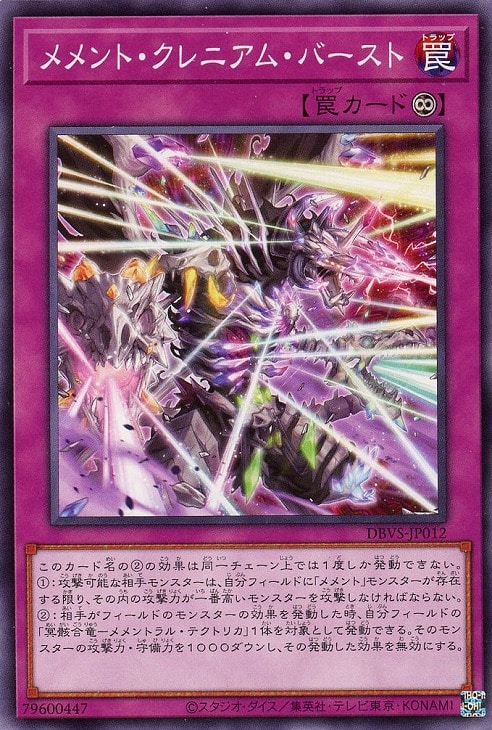 メメント・クレニアム・バースト
罠
トラップ
【罠カード】
トラップ
DBVS-JP012
このカード名の②の効果は同一チェーン上では１度しか発動できない。
①：攻撃可能な相手モンスターは、自分フィールドに「メメント」モンスターが存在
する限り、その内の攻撃力が一番高いモンスターを攻撃しなければならない。
②：相手がフィールドのモンスターの効果を発動した時、自分フィールドの
「冥骸合竜－メメントラル・テクトリカ」１体を対象として発動できる。そのモン
スターの攻撃力・守備力を１０００ダウンし、その発動した効果を無効にする。
79600447
©スタジオ・ダイス／集英社・テレビ東京・KONAMI